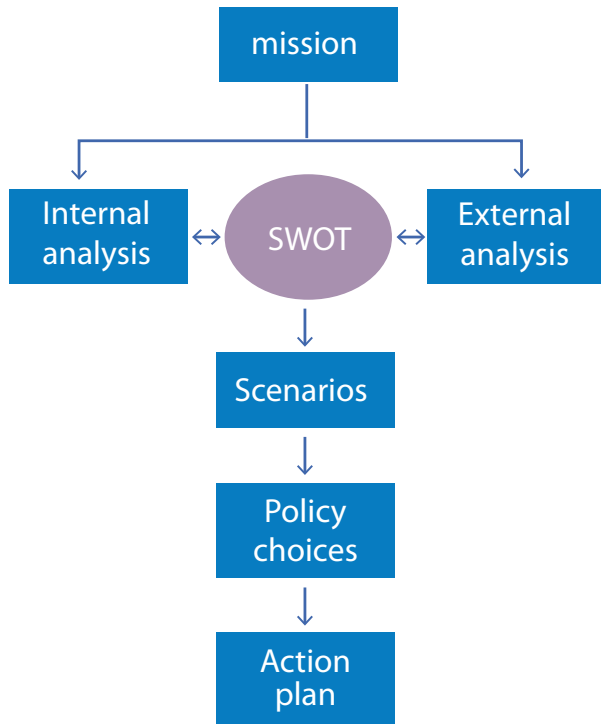 mission
Internal
analysis
SWOT
External
analysis
Scenarios
Policy
choices
Action
plan